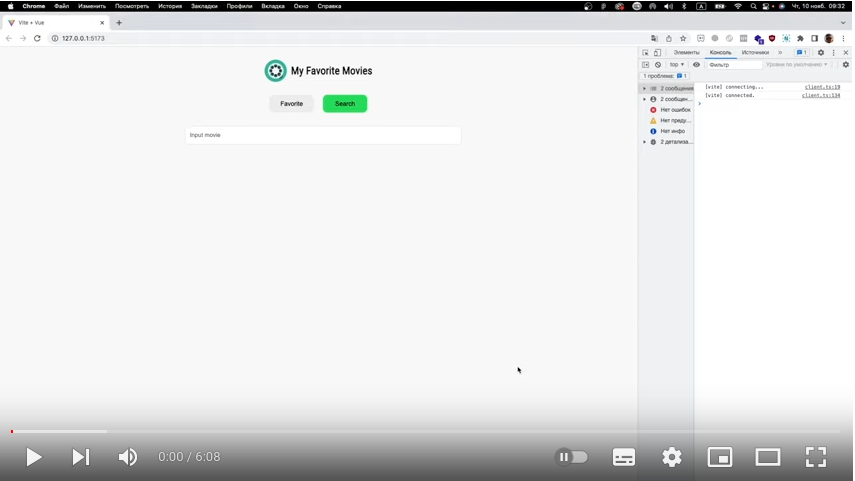 Chrome Файл Изменить Посмотреть История Закладки Профили Вкладка Окно Справка A Чт, 10 нояб. 09:32
Vite + Vue
127.0.0.1:5173
Элементы Консоль Источники » 1
top Фильтр Уровни по умолчанию
1 проблема: 1
2 сообщения
2 сообщен...
Нет ошибок
Нет преду...
Нет инфо
2 детализа...
[vite] connecting... client.ts:19
[vite] connected. client.ts:134
My Favorite Movies
Favorite Search
Input movie
0:00 / 6:08